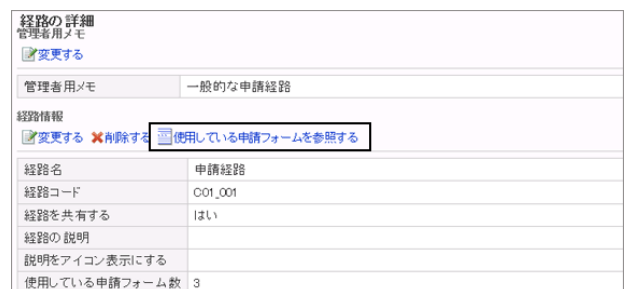 経路の詳細
管理者用メモ
変更する
管理者用メモ 一般的な申請経路
経路情報
変更する 削除する 使用している申請フォームを参照する
経路名 申請経路
経路コード C01_001
経路を共有する はい
経路の説明
説明をアイコン表示にする
使用している申請フォーム数 3